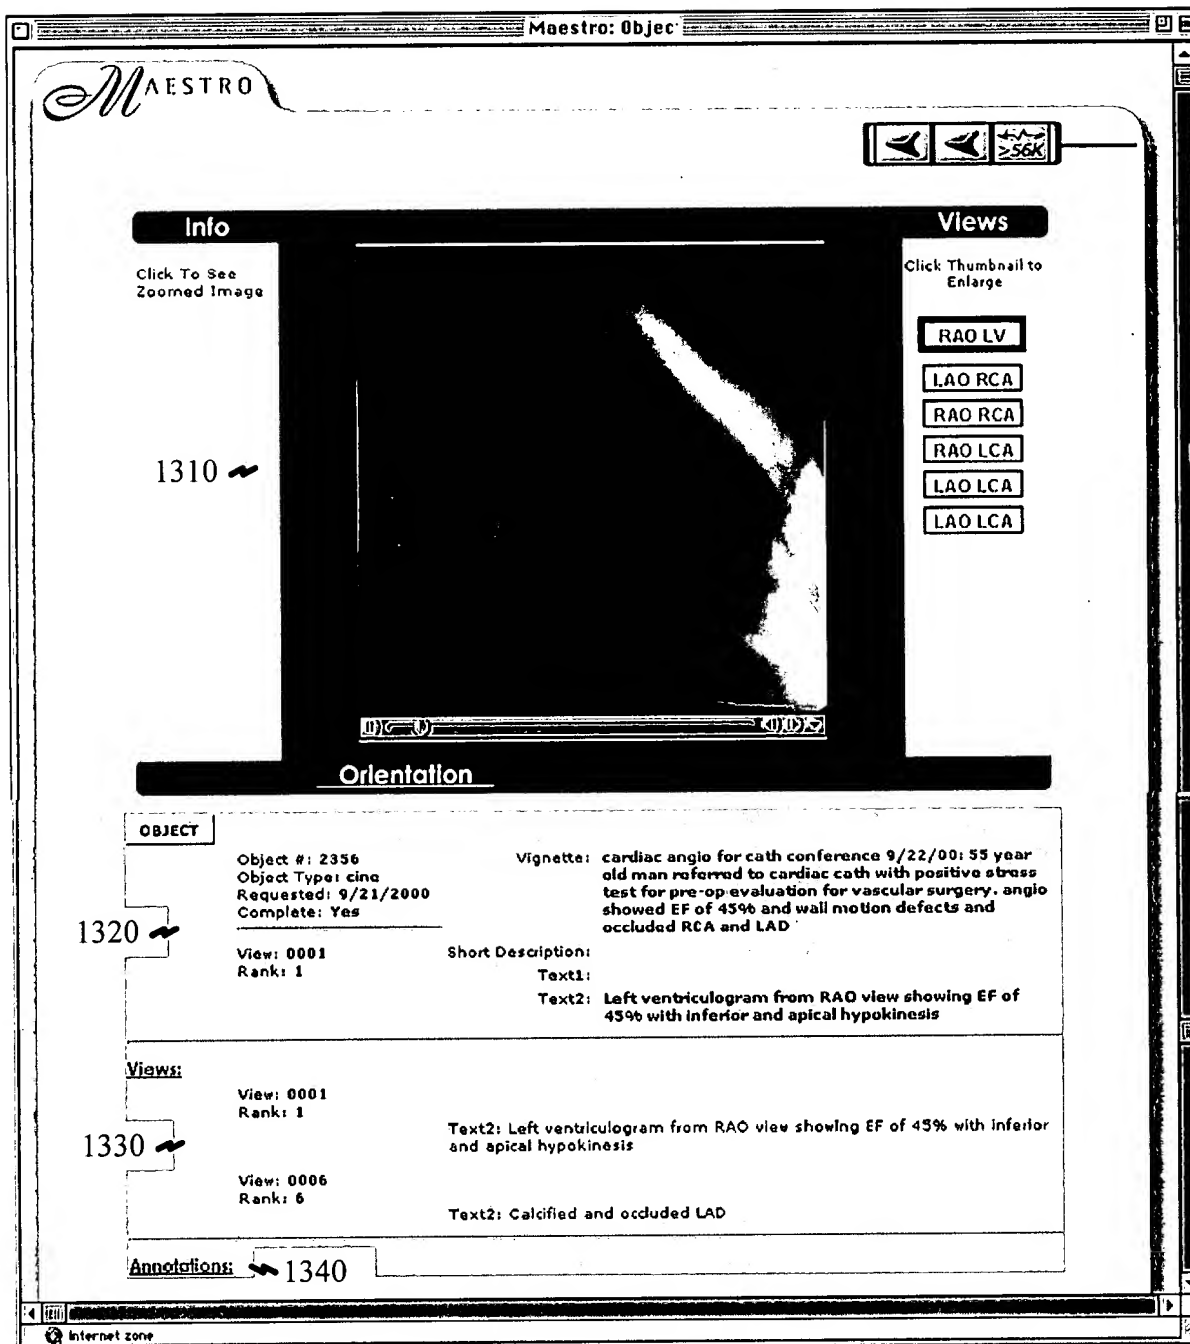 Maestro: Objec
MAESTRO
>56K
Info
Views
Click To See
Zoomed Image
Click Thumbnail to
Enlarge
RAO LV
LAO RCA
RAO RCA
RAO LCA
LAO LCA
LAO LCA
1310
Orientation
OBJECT
Object #: 2356
Object Type: cine
Requested: 9/21/2000
Complete: Yes
Vignette: cardiac angio for cath conference 9/22/00: 55 year
old man referred to cardiac cath with positive stress
test for pre-op evaluation for vascular surgery. angio
showed EF of 45% and wall motion defects and
occluded RCA and LAD
1320
View: 0001
Rank: 1
Short Description:
Text1:
Text2: Left ventriculogram from RAO view showing EF of
45% with inferior and apical hypokinesis
Views:
View: 0001
Rank: 1
Text2: Left ventriculogram from RAO view showing EF of 45% with inferior
and apical hypokinesis
1330
View: 0006
Rank: 6
Text2: Calcified and occluded LAD
Annotations:
1340
Internet zone